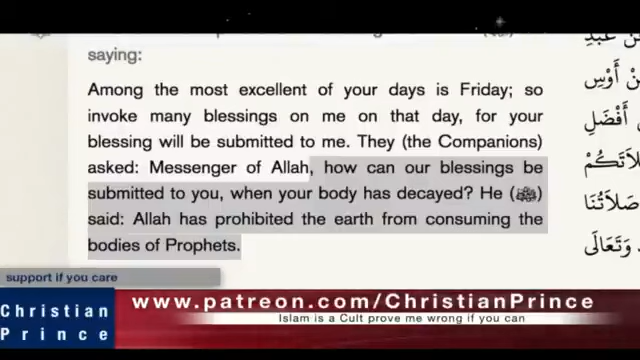 saying:
Among the most excellent of your days is Friday; so
invoke many blessings on me on that day, for your
blessing will be submitted to me. They (the Companions)
asked: Messenger of Allah, how can our blessings be
submitted to you, when your body has decayed? He (ﷺ)
said: Allah has prohibited the earth from consuming the
bodies of Prophets.
أَوْسِ
أَفْضَلِ
صَلَاتَكُمْ
صَلَاتُنَا
وَتَعَالَى
support if you care
Christian
Prince
www.patreon.com/ChristianPrince
Islam is a Cult prove me wrong if you can